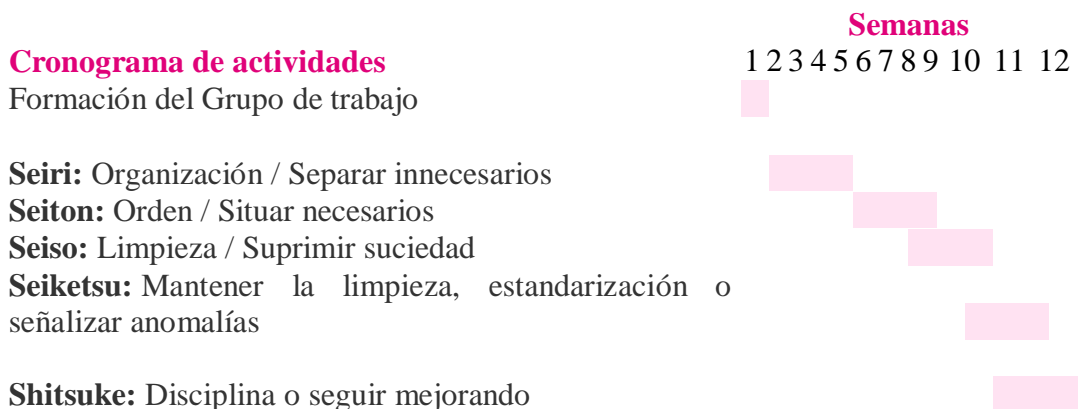 Semanas
Cronograma de actividades 1 2 3 4 5 6 7 8 9 10 11 12
Formación del Grupo de trabajo
Seiri: Organización / Separar innecesarios
Seiton: Orden / Situar necesarios
Seiso: Limpieza / Suprimir suciedad
Seiketsu: Mantener la limpieza, estandarización o
señalizar anomalías
Shitsuke: Disciplina o seguir mejorando